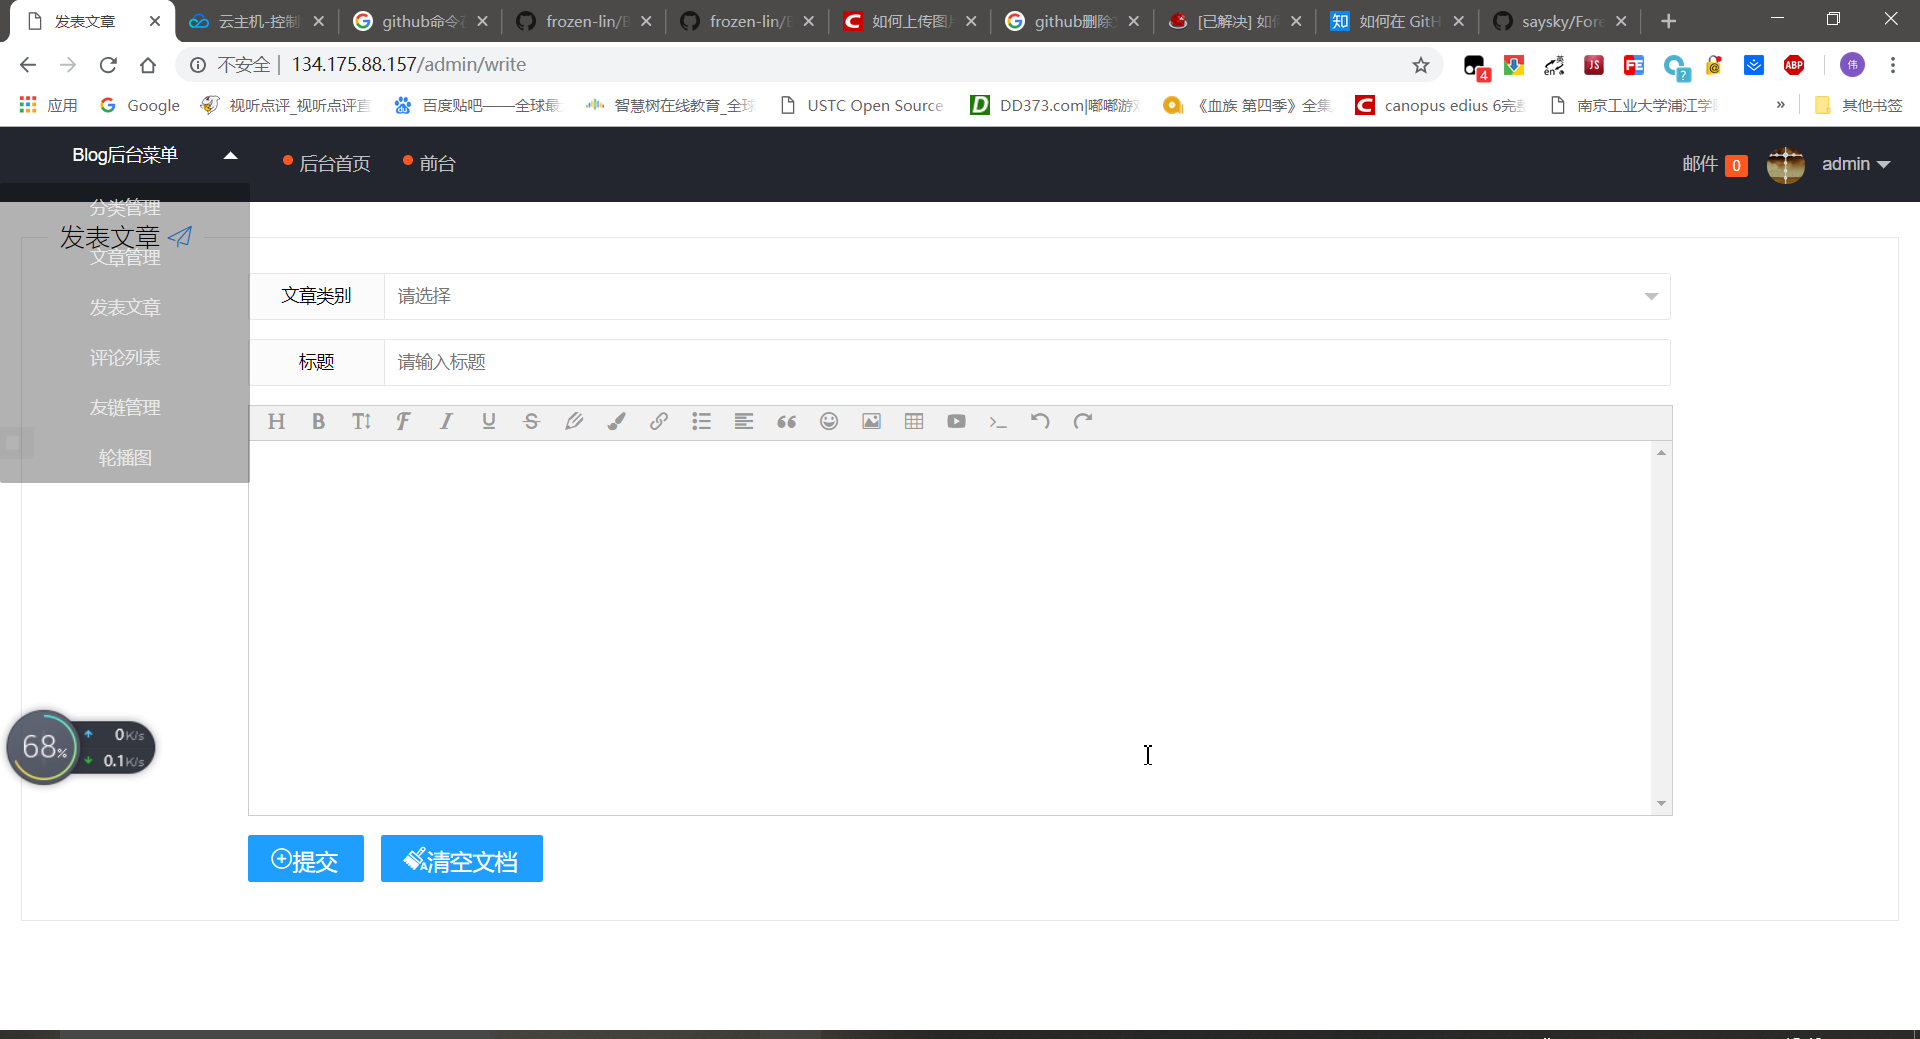 发表文章
云主机-控制
github命令
frozen-lin/
frozen-lin/
如何上传图
github删除
[已解决] 如
如何在 GitH
saysky/Fore
不安全 | 134.175.88.157/admin/write
应用
Google
视听点评_视听点评直
百度贴吧——全球最
智慧树在线教育_全球
USTC Open Source
DD373.com|嘟嘟游
《血族 第四季》全集
canopus edius 6完
南京工业大学浦江学
»
其他书签
4
英
en
JS
FE
?
ABP
伟
Blog后台菜单
后台首页
前台
邮件 0
admin
分类管理
发表文章
文章管理
发表文章
评论列表
友链管理
轮播图
文章类别
请选择
标题
请输入标题
68%
0K/s
0.1K/s
提交
清空文档